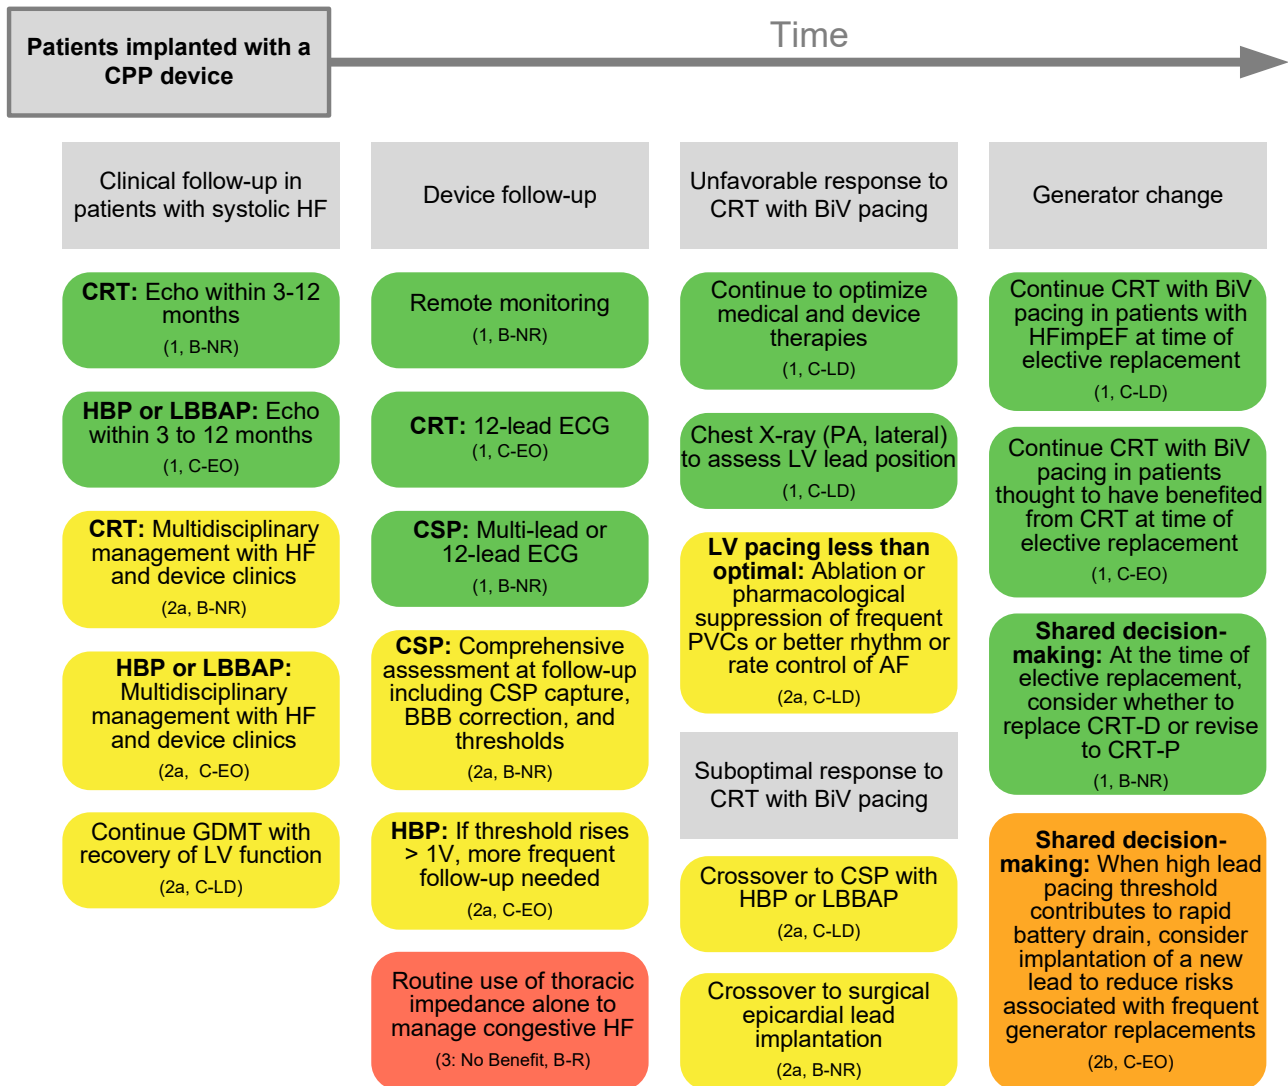 Patients implanted with a
CPP device
Time
Clinical follow-up in
patients with systolic HF
CRT: Echo within 3-12
months
(1, B-NR)
HBP or LBBAP: Echo
within 3 to 12 months
(1, C-EO)
CRT: Multidisciplinary
management with HF
and device clinics
(2a, B-NR)
HBP or LBBAP:
Multidisciplinary
management with HF
and device clinics
(2a, C-EO)
Continue GDMT with
recovery of LV function
(2a, C-LD)
Device follow-up
Remote monitoring
(1, B-NR)
CRT: 12-lead ECG
(1, C-EO)
CSP: Multi-lead or
12-lead ECG
(1, B-NR)
CSP: Comprehensive
assessment at follow-up
including CSP capture,
BBB correction, and
thresholds
(2a, B-NR)
HBP: If threshold rises
> 1V, more frequent
follow-up needed
(2a, C-EO)
Routine use of thoracic
impedance alone to
manage congestive HF
(3: No Benefit, B-R)
Unfavorable response to
CRT with BiV pacing
Continue to optimize
medical and device
therapies
(1, C-LD)
Chest X-ray (PA, lateral)
to assess LV lead position
(1, C-LD)
LV pacing less than
optimal: Ablation or
pharmacological
suppression of frequent
PVCs or better rhythm or
rate control of AF
(2a, C-LD)
Suboptimal response to
CRT with BiV pacing
Crossover to CSP with
HBP or LBBAP
(2a, C-LD)
Crossover to surgical
epicardial lead
implantation
(2a, B-NR)
Generator change
Continue CRT with BiV
pacing in patients with
HFimpEF at time of
elective replacement
(1, C-LD)
Continue CRT with BiV
pacing in patients
thought to have benefited
from CRT at time of
elective replacement
(1, C-EO)
Shared decision-
making: At the time of
elective replacement,
consider whether to
replace CRT-D or revise
to CRT-P
(1, B-NR)
Shared decision-
making: When high lead
pacing threshold
contributes to rapid
battery drain, consider
implantation of a new
lead to reduce risks
associated with frequent
generator replacements
(2b, C-EO)